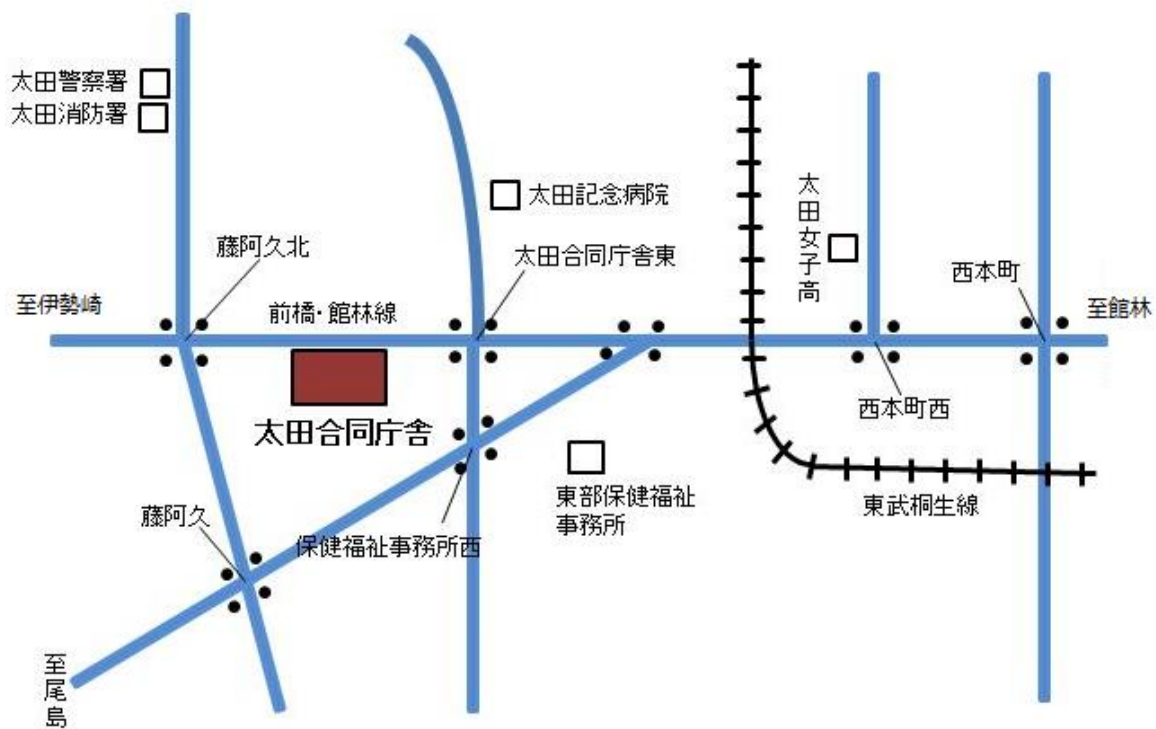 太田警察署
太田消防署
太田記念病院
太田女子高
藤阿久北
太田合同庁舎東
西本町
至伊勢崎
前橋・館林線
至館林
太田合同庁舎
西本町西
東部保健福祉
事務所
東武桐生線
藤阿久
保健福祉事務所西
至尾島